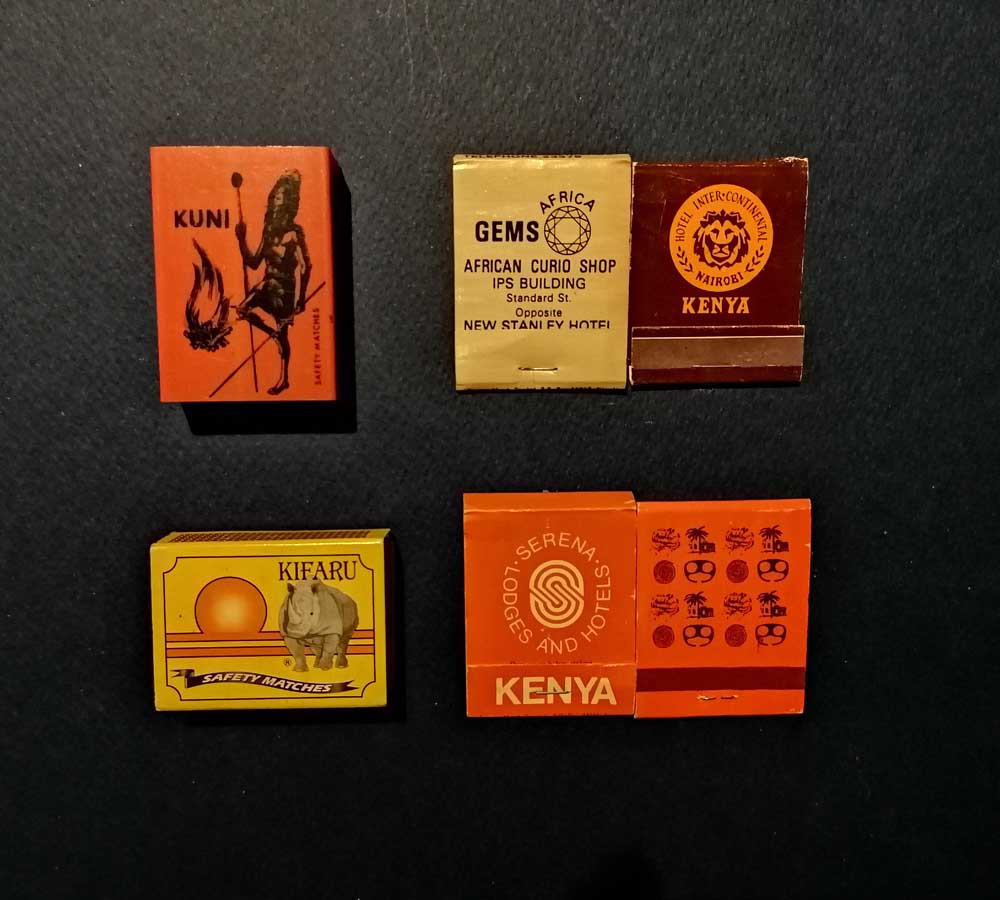 KUNI
SAFETY MATCHES
AFRICA
GEMS
AFRICAN CURIO SHOP
IPS BUILDING
Standard St.
Opposite
NEW STANLEY HOTEL
HOTEL INTER·CONTINENTAL
NAIROBI
KENYA
KIFARU
®
SAFETY MATCHES
·SERENA·
LODGES AND HOTELS
KENYA